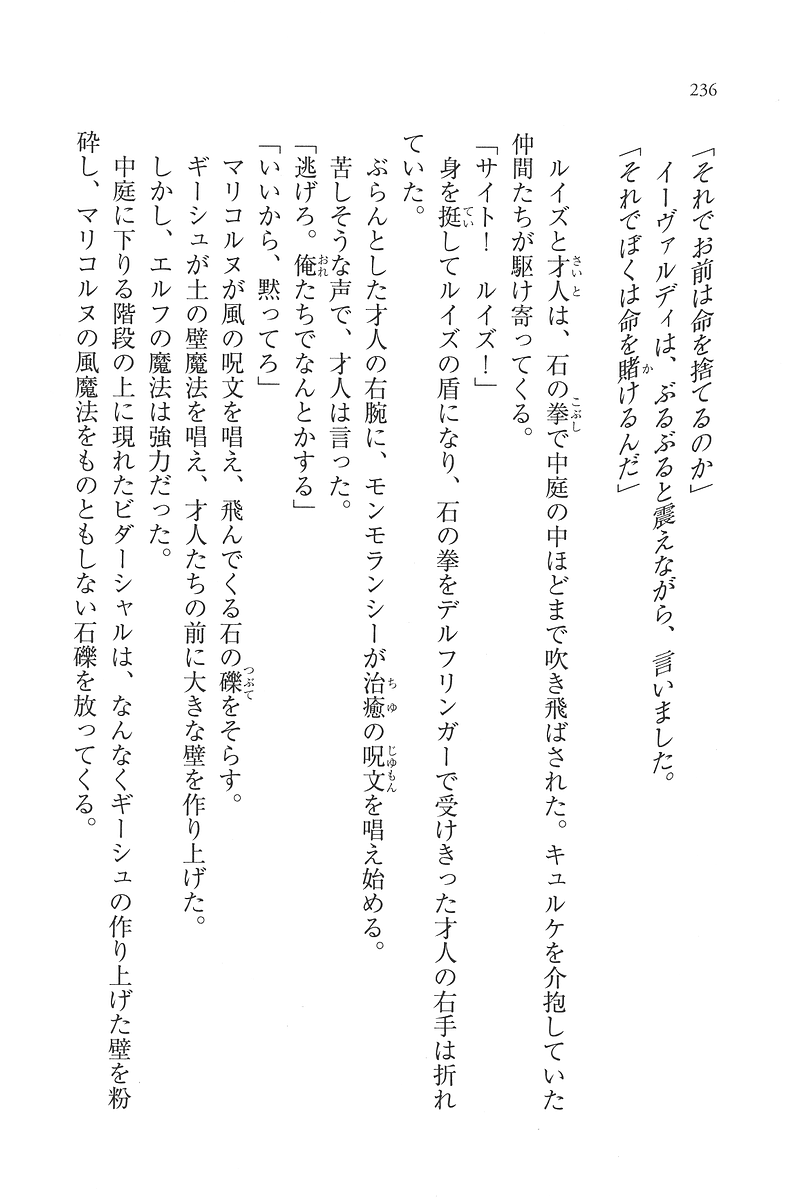 236
「それでお前は命を捨てるのか」
イーヴァルディは、ぶるぶると震えながら、言いました。
「それでぼくは命を賭けるんだ」
ルイズと才人は、石の拳で中庭の中ほどまで吹き飛ばされた。キュルケを介抱していた
仲間たちが駆け寄ってくる。
「サイト！　ルイズ！」
身を挺してルイズの盾になり、石の拳をデルフリンガーで受けきった才人の右手は折れ
ていた。
ぶらんとした才人の右腕に、モンモランシーが治癒の呪文を唱え始める。
苦しそうな声で、才人は言った。
「逃げろ。俺たちでなんとかする」
「いいから、黙ってろ」
マリコルヌが風の呪文を唱え、飛んでくる石の礫をそらす。
ギーシュが土の壁魔法を唱え、才人たちの前に大きな壁を作り上げた。
しかし、エルフの魔法は強力だった。
中庭に下りる階段の上に現れたビダーシャルは、なんなくギーシュの作り上げた壁を粉
砕し、マリコルヌの風魔法をものともしない石礫を放ってくる。